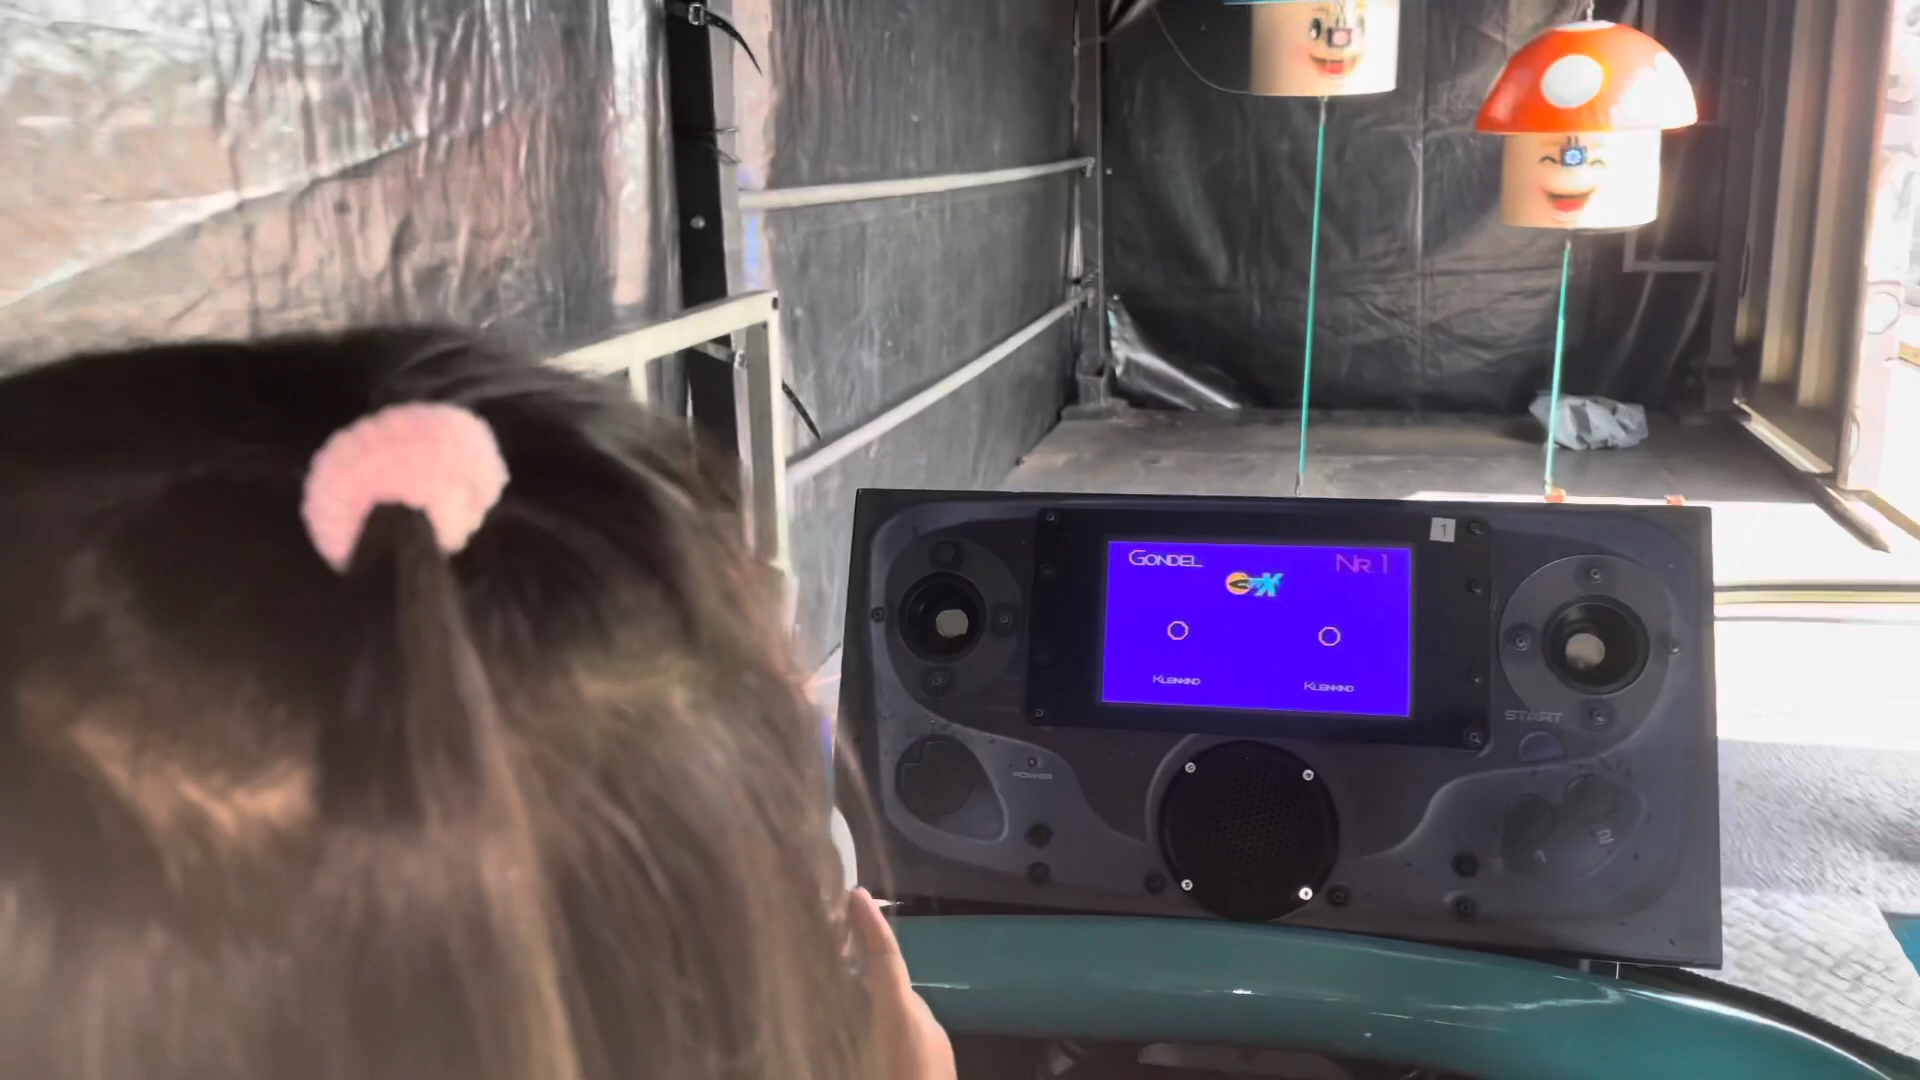 1
GONDEL
NR 1
KLEINKIND
KLEINKIND
START
POWER
1
2